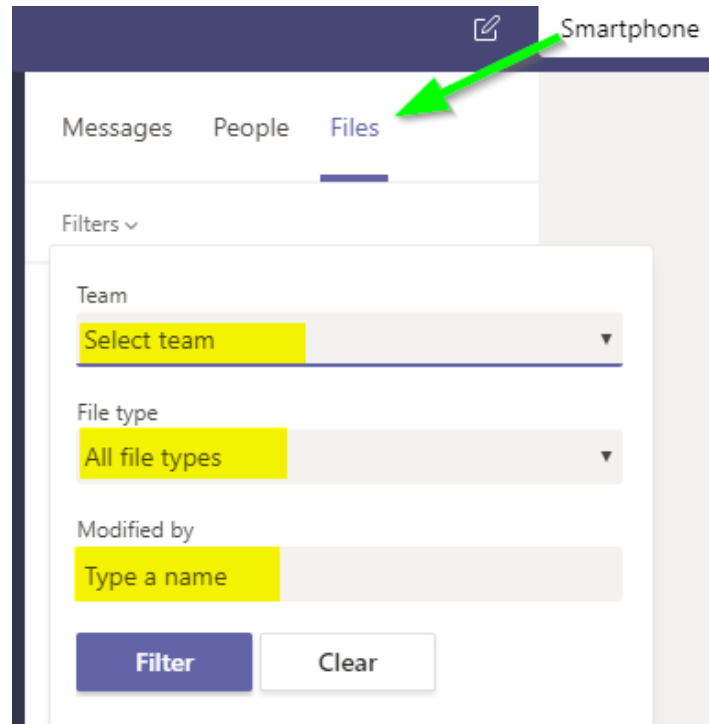 Smartphone
Messages People Files
Filters
Team
Select team
File type
All file types
Modified by
Type a name
Filter Clear